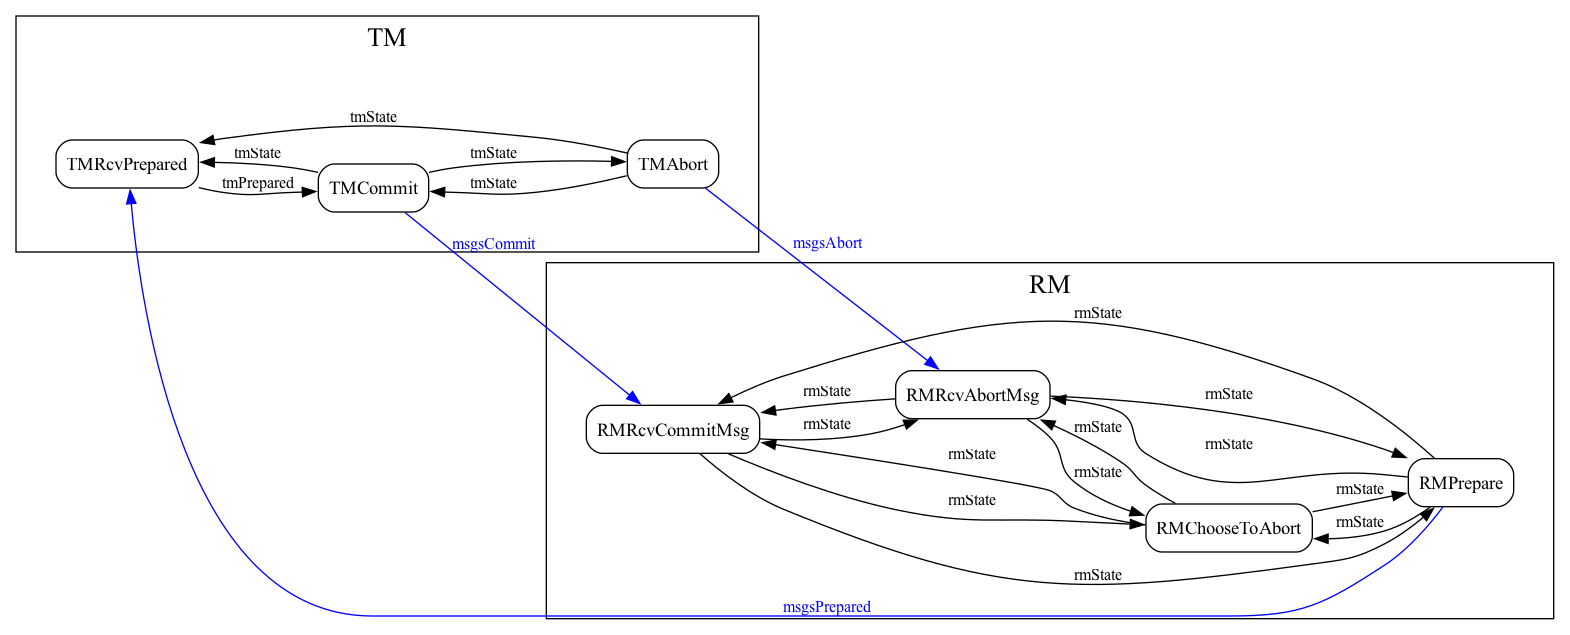 TM
tmState
TMRcvPrepared
tmState
tmPrepared
TMCommit
tmState
tmState
TMAbort
msgsCommit
msgsAbort
RM
rmState
RMRcvCommitMsg
rmState
rmState
RMRcvAbortMsg
rmState
rmState
rmState
rmState
rmState
rmState
RMChooseToAbort
rmState
rmState
RMPrepare
rmState
msgsPrepared